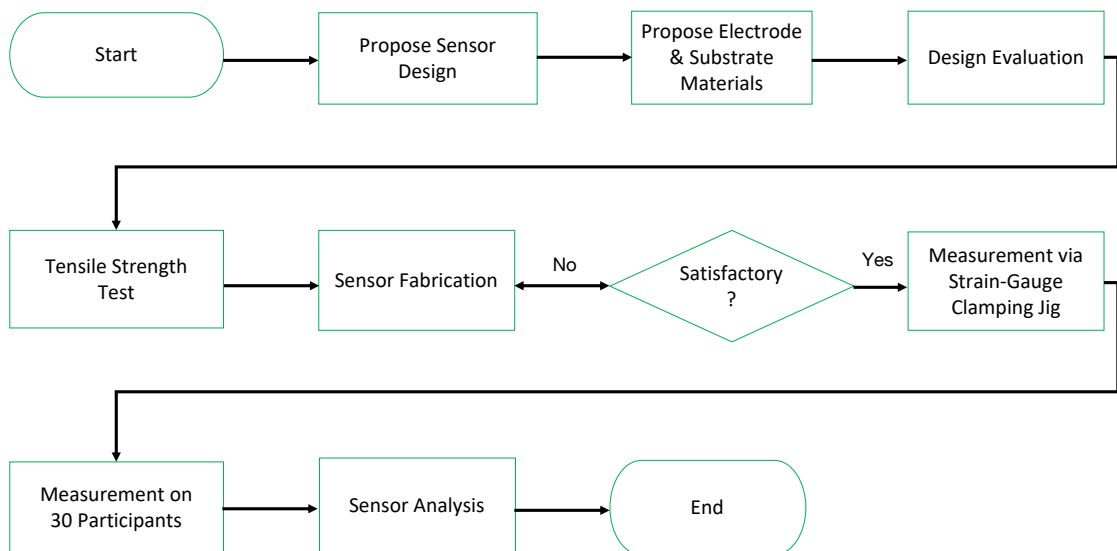 Start
Propose Sensor
Design
Propose Electrode
& Substrate
Materials
Design Evaluation
Tensile Strength
Test
Sensor Fabrication
No
Satisfactory
?
Yes
Measurement via
Strain-Gauge
Clamping Jig
Measurement on
30 Participants
Sensor Analysis
End